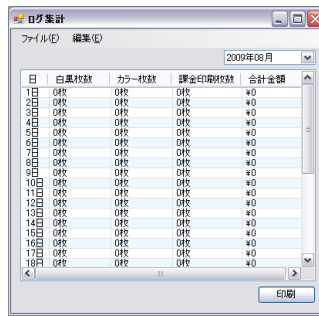 ログ集計
ファイル(F) 編集(E)
2009年08月
日 白黒枚数 カラー枚数 課金印刷枚数 合計金額
1日 0枚 0枚 0枚 ¥0
2日 0枚 0枚 0枚 ¥0
3日 0枚 0枚 0枚 ¥0
4日 0枚 0枚 0枚 ¥0
5日 0枚 0枚 0枚 ¥0
6日 0枚 0枚 0枚 ¥0
7日 0枚 0枚 0枚 ¥0
8日 0枚 0枚 0枚 ¥0
9日 0枚 0枚 0枚 ¥0
10日 0枚 0枚 0枚 ¥0
11日 0枚 0枚 0枚 ¥0
12日 0枚 0枚 0枚 ¥0
13日 0枚 0枚 0枚 ¥0
14日 0枚 0枚 0枚 ¥0
15日 0枚 0枚 0枚 ¥0
16日 0枚 0枚 0枚 ¥0
17日 0枚 0枚 0枚 ¥0
18日 0枚 0枚 0枚 ¥0
印刷